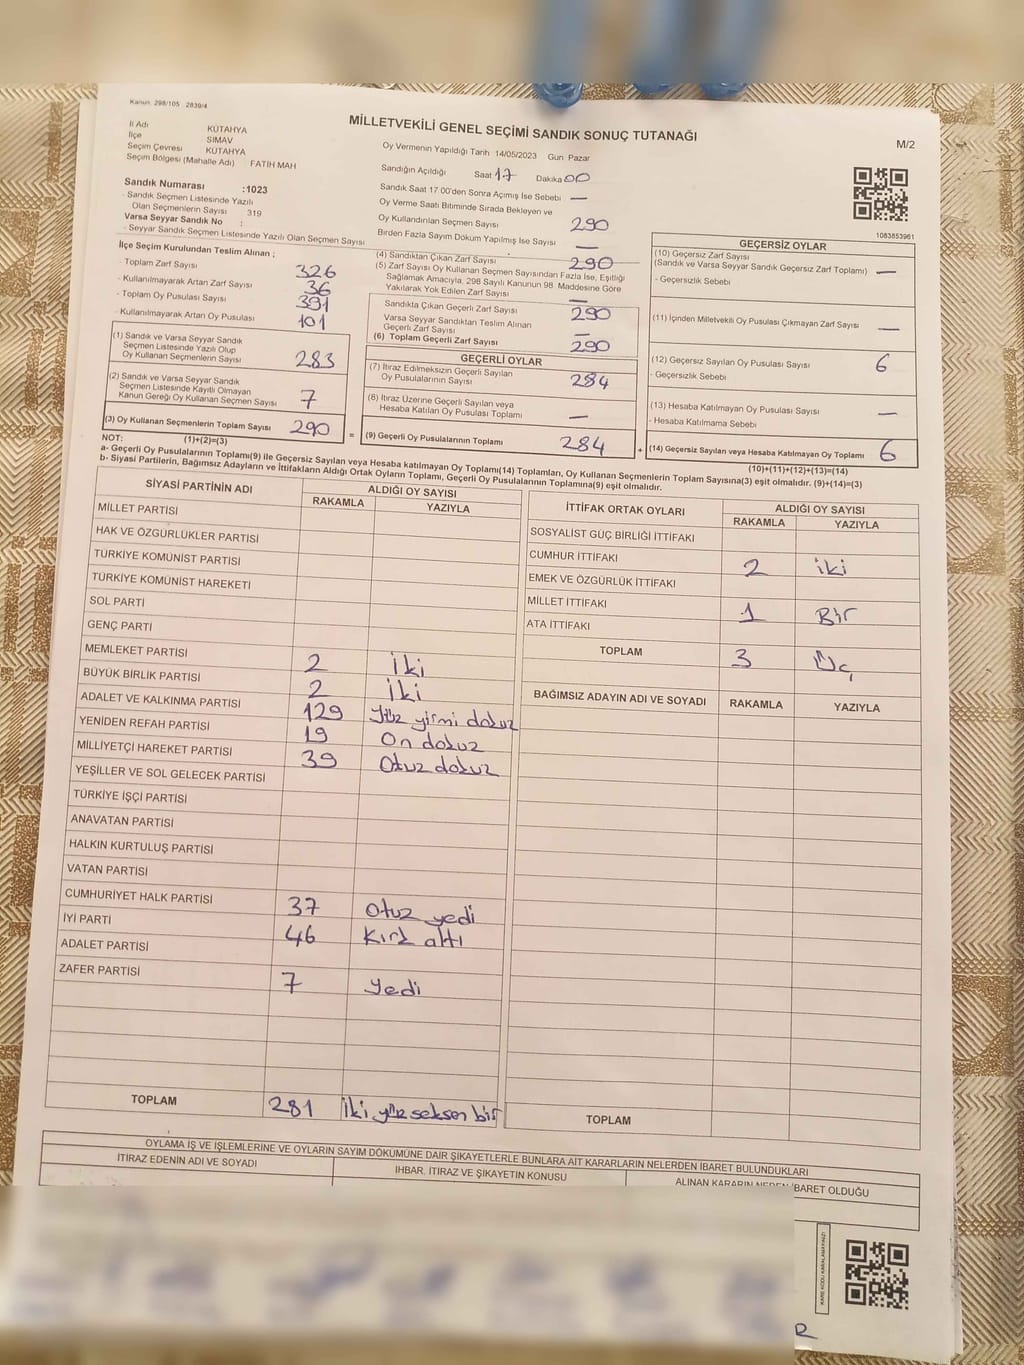 Kanun: 298/105 2839/4
MİLLETVEKİLİ GENEL SEÇİMİ SANDIK SONUÇ TUTANAĞI
M/2
İl Adı KÜTAHYA
İlçe SİMAV
Seçim Çevresi KÜTAHYA
Seçim Bölgesi (Mahalle Adı) FATİH MAH
Sandık Numarası :1023
- Sandık Seçmen Listesinde Yazılı
Olan Seçmenlerin Sayısı 319
Varsa Seyyar Sandık No :
- Seyyar Sandık Seçmen Listesinde Yazılı Olan Seçmen Sayısı
İlçe Seçim Kurulundan Teslim Alınan ;
- Toplam Zarf Sayısı 326
- Kullanılmayarak Artan Zarf Sayısı 36
- Toplam Oy Pusulası Sayısı 391
- Kullanılmayarak Artan Oy Pusulası 101
(1) Sandık ve Varsa Seyyar Sandık
Seçmen Listesinde Yazılı Olup
Oy Kullanan Seçmenlerin Sayısı 283
(2) Sandık ve Varsa Seyyar Sandık
Seçmen Listesinde Kayıtlı Olmayan
Kanun Gereği Oy Kullanan Seçmen Sayısı 7
(3) Oy Kullanan Seçmenlerin Toplam Sayısı 290
Oy Vermenin Yapıldığı Tarih 14/05/2023 Gün Pazar
Sandığın Açıldığı Saat 17 Dakika 00
Sandık Saat 17 00'den Sonra Açılmış İse Sebebi —
Oy Verme Saati Bitiminde Sırada Bekleyen ve
Oy Kullandırılan Seçmen Sayısı 290
Birden Fazla Sayım Döküm Yapılmış İse Sayısı —
(4) Sandıktan Çıkan Zarf Sayısı 290
(5) Zarf Sayısı Oy Kullanan Seçmen Sayısından Fazla İse, Eşitliği
Sağlamak Amacıyla, 298 Sayılı Kanunun 98. Maddesine Göre
Yakılarak Yok Edilen Zarf Sayısı —
Sandıkta Çıkan Geçerli Zarf Sayısı 290
Varsa Seyyar Sandıktan Teslim Alınan
Geçerli Zarf Sayısı —
(6) Toplam Geçerli Zarf Sayısı 290
GEÇERLİ OYLAR
(7) İtiraz Edilmeksizin Geçerli Sayılan
Oy Pusulalarının Sayısı 284
(8) İtiraz Üzerine Geçerli Sayılan veya
Hesaba Katılan Oy Pusulası Toplamı —
= (9) Geçerli Oy Pusulalarının Toplamı 284 +
1083853961
GEÇERSİZ OYLAR
(10) Geçersiz Zarf Sayısı
(Sandık ve Varsa Seyyar Sandık Geçersiz Zarf Toplamı) —
- Geçersizlik Sebebi
(11) İçinden Milletvekili Oy Pusulası Çıkmayan Zarf Sayısı —
(12) Geçersiz Sayılan Oy Pusulası Sayısı 6
- Geçersizlik Sebebi
(13) Hesaba Katılmayan Oy Pusulası Sayısı —
- Hesaba Katılmama Sebebi
(14) Geçersiz Sayılan veya Hesaba Katılmayan Oy Toplamı 6
NOT: (1)+(2)=(3)
(10)+(11)+(12)+(13)=(14)
a- Geçerli Oy Pusulalarının Toplamı(9) ile Geçersiz Sayılan veya Hesaba katılmayan Oy Toplamı(14) Toplamları, Oy Kullanan Seçmenlerin Toplam Sayısına(3) eşit olmalıdır. (9)+(14)=(3)
b- Siyasi Partilerin, Bağımsız Adayların ve İttifakların Aldığı Ortak Oyların Toplamı, Geçerli Oy Pusulalarının Toplamına(9) eşit olmalıdır.
SİYASİ PARTİNİN ADI ALDIĞI OY SAYISI
RAKAMLA YAZIYLA
MİLLET PARTİSİ
HAK VE ÖZGÜRLÜKLER PARTİSİ
TÜRKİYE KOMÜNİST PARTİSİ
TÜRKİYE KOMÜNİST HAREKETİ
SOL PARTİ
GENÇ PARTİ
MEMLEKET PARTİSİ 2 İki
BÜYÜK BİRLİK PARTİSİ 2 İki
ADALET VE KALKINMA PARTİSİ 129 Yüz yirmi dokuz
YENİDEN REFAH PARTİSİ 19 On dokuz
MİLLİYETÇİ HAREKET PARTİSİ 39 Otuz dokuz
YEŞİLLER VE SOL GELECEK PARTİSİ
TÜRKİYE İŞÇİ PARTİSİ
ANAVATAN PARTİSİ
HALKIN KURTULUŞ PARTİSİ
VATAN PARTİSİ
CUMHURİYET HALK PARTİSİ 37 Otuz yedi
İYİ PARTİ 46 Kırk altı
ADALET PARTİSİ
ZAFER PARTİSİ 7 Yedi
TOPLAM 281 İki yüz seksen bir
İTTİFAK ORTAK OYLARI ALDIĞI OY SAYISI
RAKAMLA YAZIYLA
SOSYALİST GÜÇ BİRLİĞİ İTTİFAKI
CUMHUR İTTİFAKI 2 iki
EMEK VE ÖZGÜRLÜK İTTİFAKI
MİLLET İTTİFAKI 1 Bir
ATA İTTİFAKI
TOPLAM 3 Üç
BAĞIMSIZ ADAYIN ADI VE SOYADI RAKAMLA YAZIYLA
TOPLAM
OYLAMA İŞ VE İŞLEMLERİNE VE OYLARIN SAYIM DÖKÜMÜNE DAİR ŞİKAYETLERLE BUNLARA AİT KARARLARIN NELERDEN İBARET BULUNDUKLARI
İTİRAZ EDENİN ADI VE SOYADI İHBAR, İTİRAZ VE ŞİKAYETİN KONUSU ALINAN KARARIN NEDEN İBARET OLDUĞU
KARE KODU KARALAMAYINIZ!
R